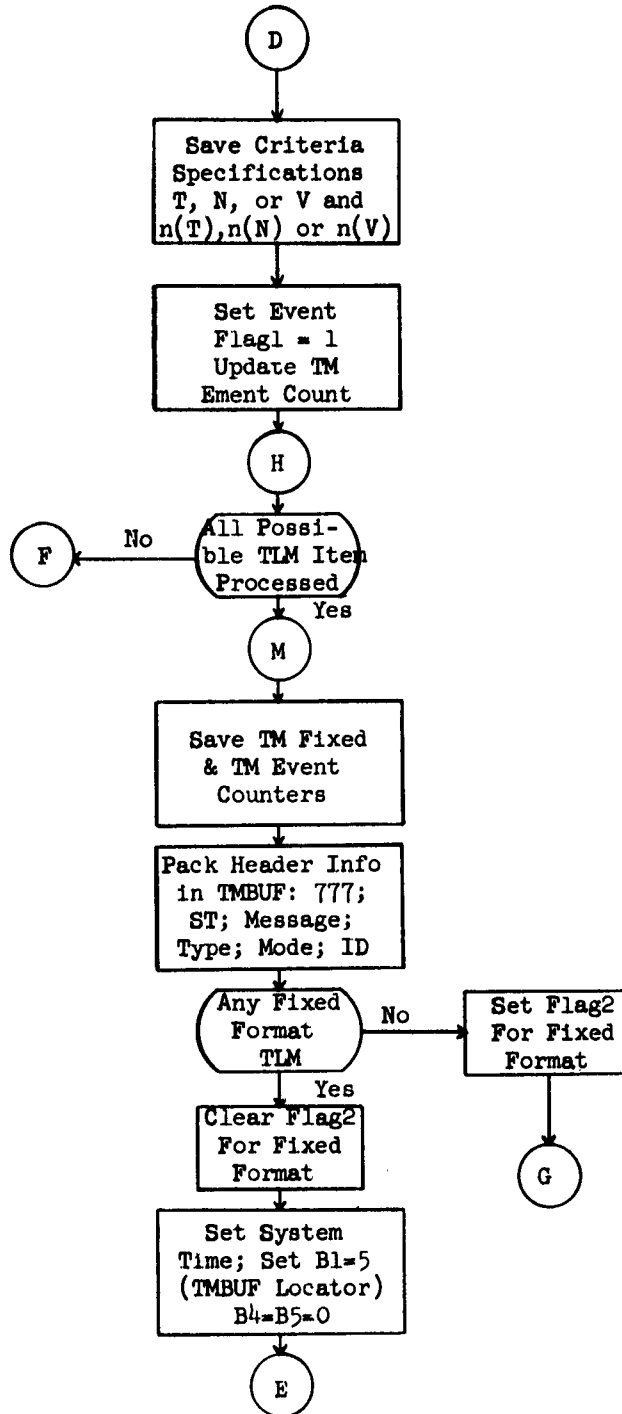 D
Save Criteria
Specifications
T, N, or V and
n(T),n(N) or n(V)
Set Event
Flag1 = 1
Update TM
Ement Count
H
All Possi-
ble TLM Item
Processed
No
F
Yes
M
Save TM Fixed
& TM Event
Counters
Pack Header Info
in TMBUF: 777;
ST; Message;
Type; Mode; ID
Any Fixed
Format
TLM
No
Set Flag2
For Fixed
Format
Yes
Clear Flag2
For Fixed
Format
G
Set System
Time; Set B1=5
(TMBUF Locator)
B4=B5=0
E